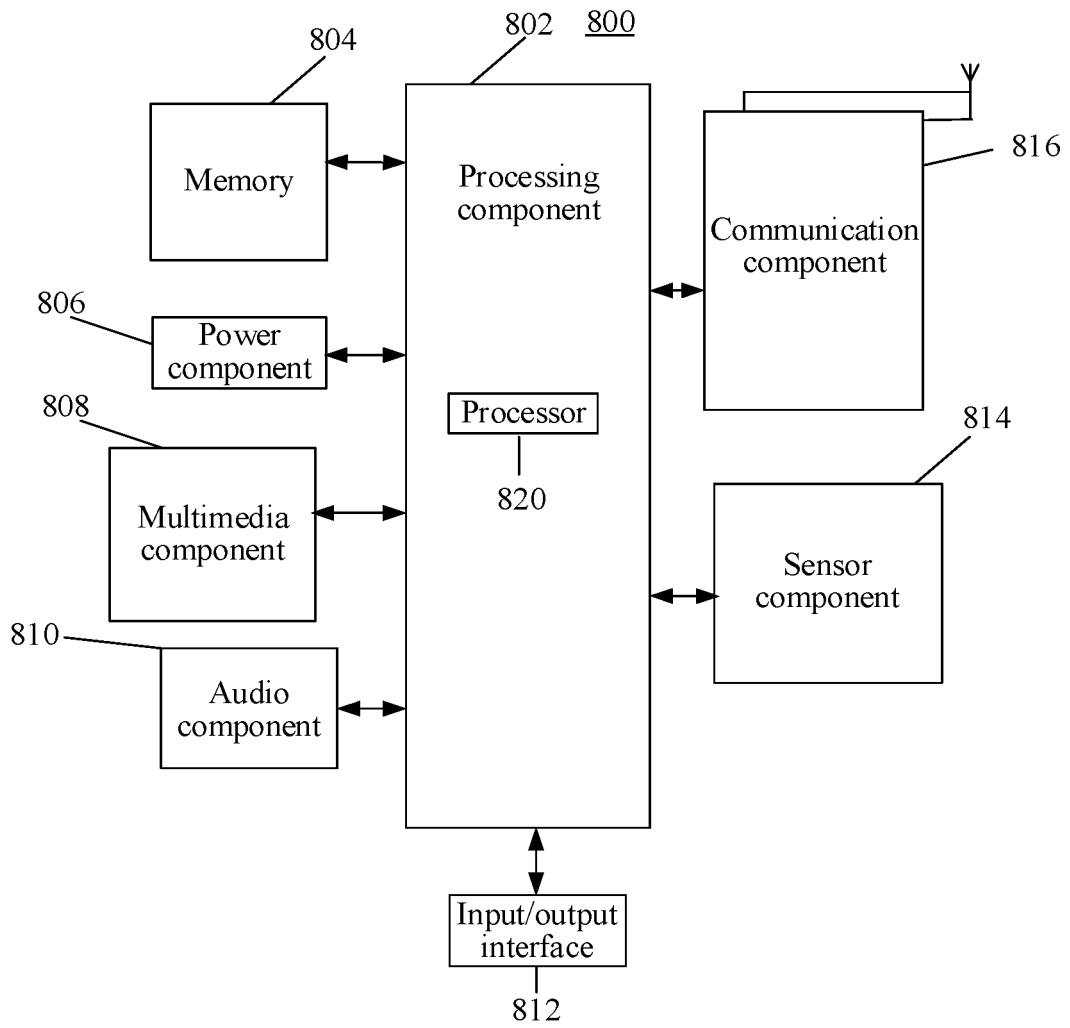 802
800
804
Memory
Processing
component
816
Communication
component
806
Power
component
808
Processor
820
814
Multimedia
component
Sensor
component
810
Audio
component
Input/output
interface
812